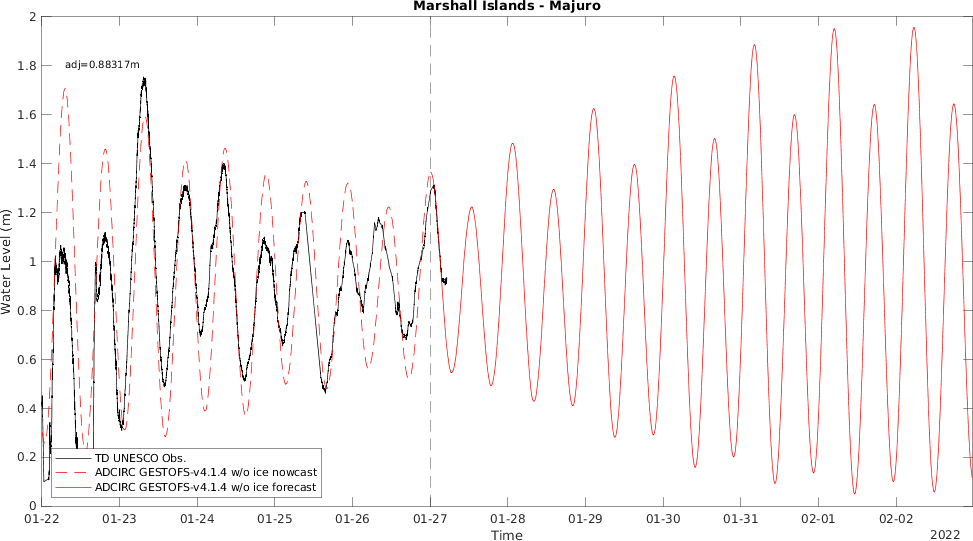 Marshall Islands - Majuro
2
1.8
1.6
1.4
1.2
1
0.8
0.6
0.4
0.2
0
Water Level (m)
adj=0.88317m
TD UNESCO Obs.
ADCIRC GESTOFS-v4.1.4 w/o ice nowcast
ADCIRC GESTOFS-v4.1.4 w/o ice forecast
01-22 01-23 01-24 01-25 01-26 01-27 01-28 01-29 01-30 01-31 02-01 02-02
Time
2022